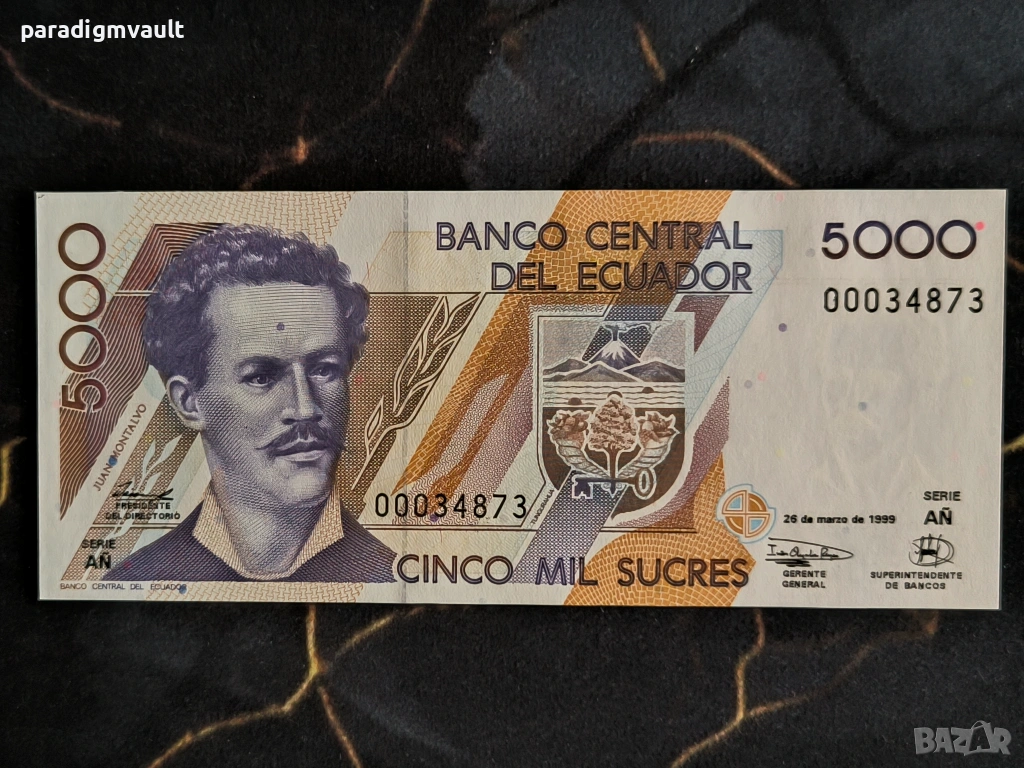 paradigmvault
BANCO CENTRAL
DEL ECUADOR
5000
00034873
5000
JUAN MONTALVO
00034873
TUNGURAHUA
PRESIDENTE
DEL DIRECTORIO
SERIE
AÑ
26 de marzo de 1999
SERIE
AÑ
CINCO MIL SUCRES
GERENTE
GENERAL
SUPERINTENDENTE
DE BANCOS
BANCO CENTRAL DEL ECUADOR
BAZAR